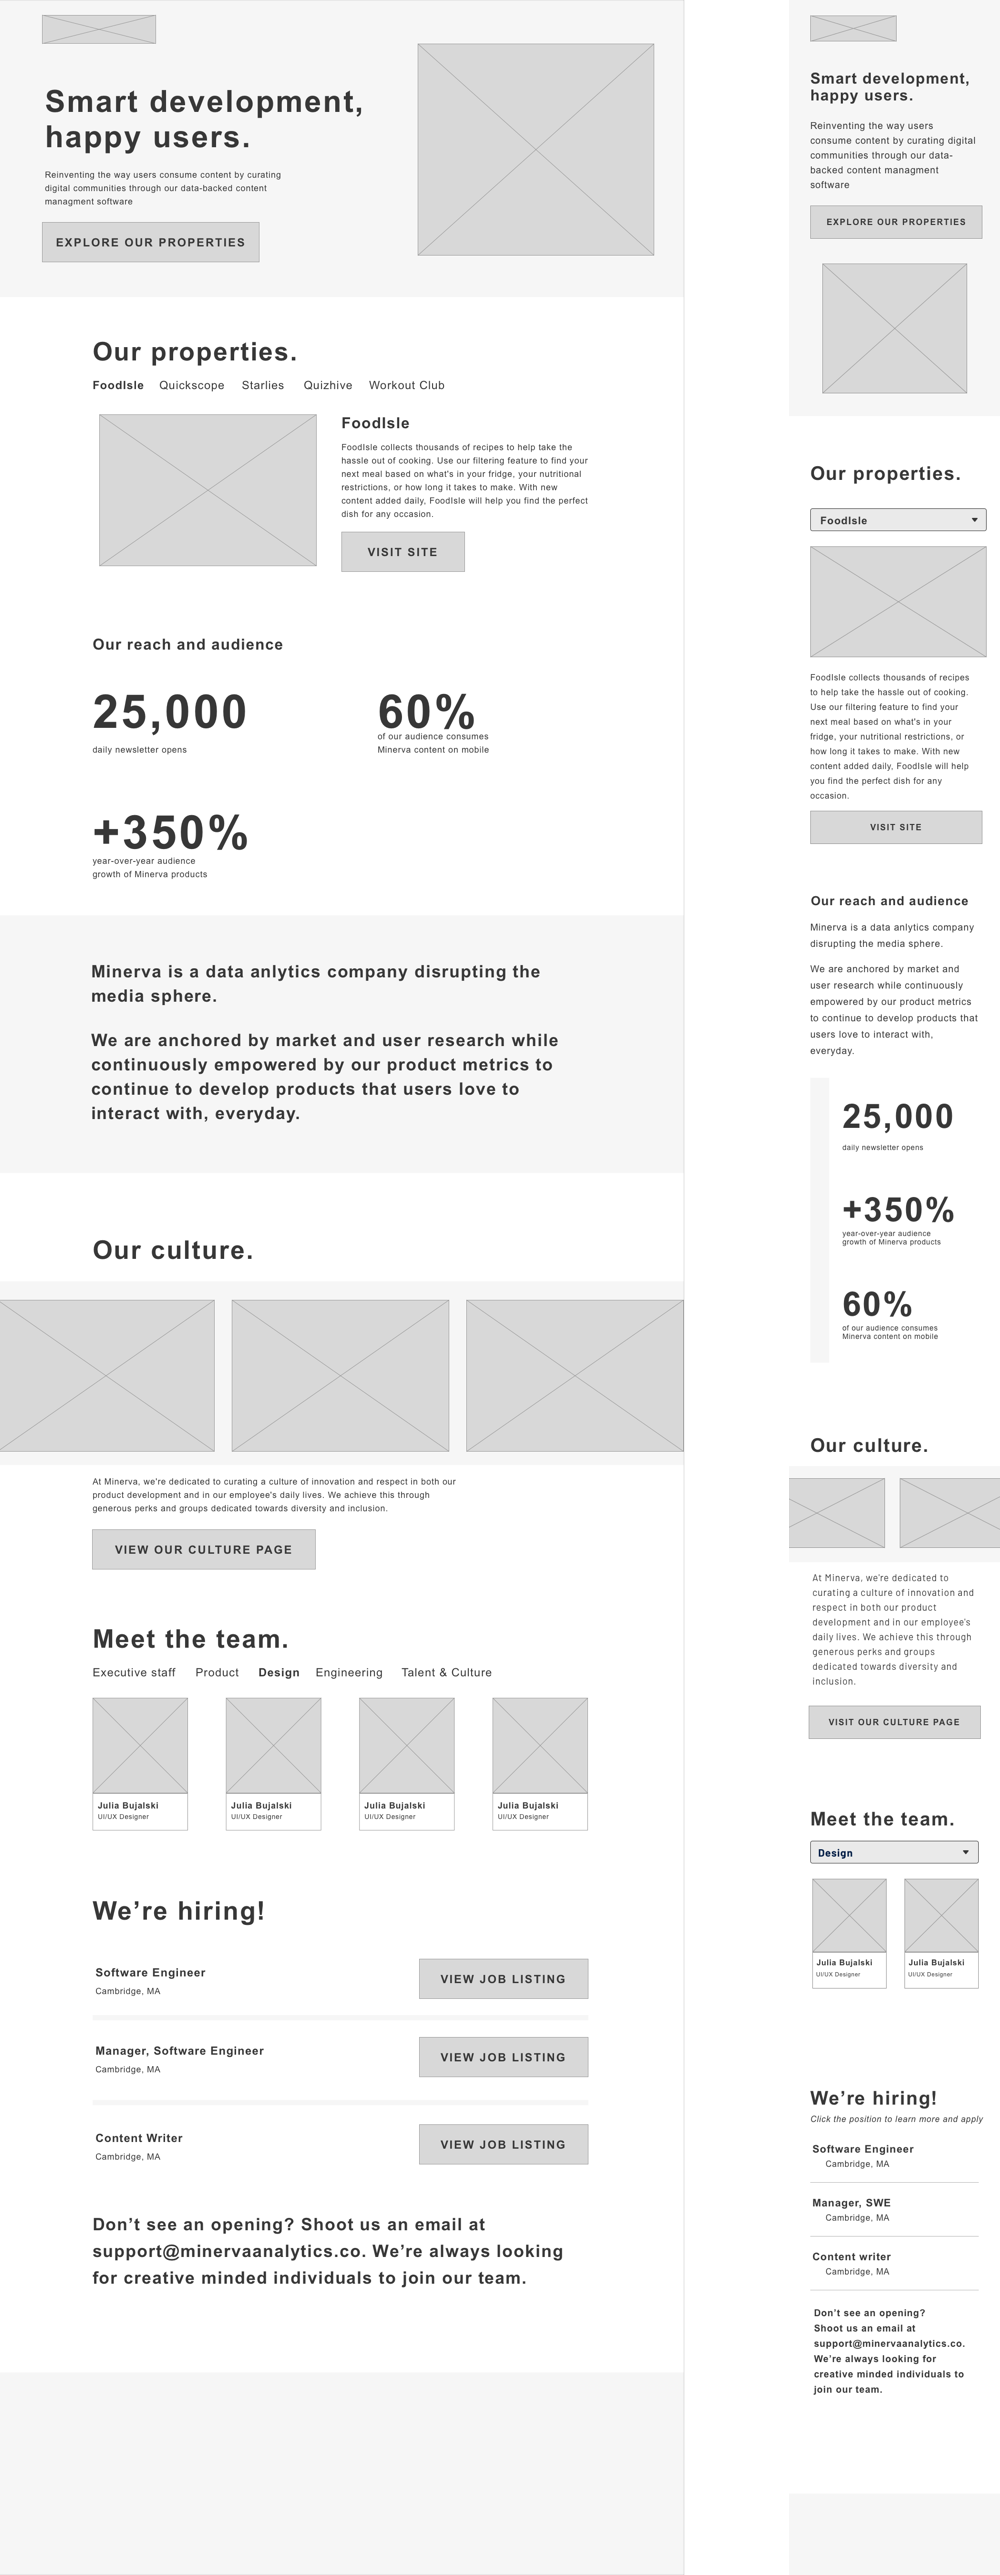 Smart development,
happy users.
Reinventing the way users consume content by curating
digital communities through our data-backed content
managment software
EXPLORE OUR PROPERTIES
Our properties.
FoodIsle Quickscope Starlies Quizhive Workout Club
FoodIsle
FoodIsle collects thousands of recipes to help take the
hassle out of cooking. Use our filtering feature to find your
next meal based on what's in your fridge, your nutritional
restrictions, or how long it takes to make. With new
content added daily, FoodIsle will help you find the perfect
dish for any occasion.
VISIT SITE
Our reach and audience
25,000
daily newsletter opens
60%
of our audience consumes
Minerva content on mobile
+350%
year-over-year audience
growth of Minerva products
Minerva is a data anlytics company disrupting the
media sphere.
We are anchored by market and user research while
continuously empowered by our product metrics to
continue to develop products that users love to
interact with, everyday.
Our culture.
At Minerva, we're dedicated to curating a culture of innovation and respect in both our
product development and in our employee's daily lives. We achieve this through
generous perks and groups dedicated towards diversity and inclusion.
VIEW OUR CULTURE PAGE
Meet the team.
Executive staff Product Design Engineering Talent & Culture
Julia Bujalski
UI/UX Designer
Julia Bujalski
UI/UX Designer
Julia Bujalski
UI/UX Designer
Julia Bujalski
UI/UX Designer
We’re hiring!
Software Engineer
Cambridge, MA
VIEW JOB LISTING
Manager, Software Engineer
Cambridge, MA
VIEW JOB LISTING
Content Writer
Cambridge, MA
VIEW JOB LISTING
Don’t see an opening? Shoot us an email at
support@minervaanalytics.co. We’re always looking
for creative minded individuals to join our team.
Smart development,
happy users.
Reinventing the way users
consume content by curating digital
communities through our data-
backed content managment
software
EXPLORE OUR PROPERTIES
Our properties.
FoodIsle
FoodIsle collects thousands of recipes
to help take the hassle out of cooking.
Use our filtering feature to find your
next meal based on what's in your
fridge, your nutritional restrictions, or
how long it takes to make. With new
content added daily, FoodIsle will help
you find the perfect dish for any
occasion.
VISIT SITE
Our reach and audience
Minerva is a data anlytics company
disrupting the media sphere.
We are anchored by market and
user research while continuously
empowered by our product metrics
to continue to develop products that
users love to interact with,
everyday.
25,000
daily newsletter opens
+350%
year-over-year audience
growth of Minerva products
60%
of our audience consumes
Minerva content on mobile
Our culture.
At Minerva, we're dedicated to
curating a culture of innovation and
respect in both our product
development and in our employee's
daily lives. We achieve this through
generous perks and groups
dedicated towards diversity and
inclusion.
VISIT OUR CULTURE PAGE
Meet the team.
Design
Julia Bujalski
UI/UX Designer
Julia Bujalski
UI/UX Designer
We’re hiring!
Click the position to learn more and apply
Software Engineer
Cambridge, MA
Manager, SWE
Cambridge, MA
Content writer
Cambridge, MA
Don’t see an opening?
Shoot us an email at
support@minervaanalytics.co.
We’re always looking for
creative minded individuals to
join our team.